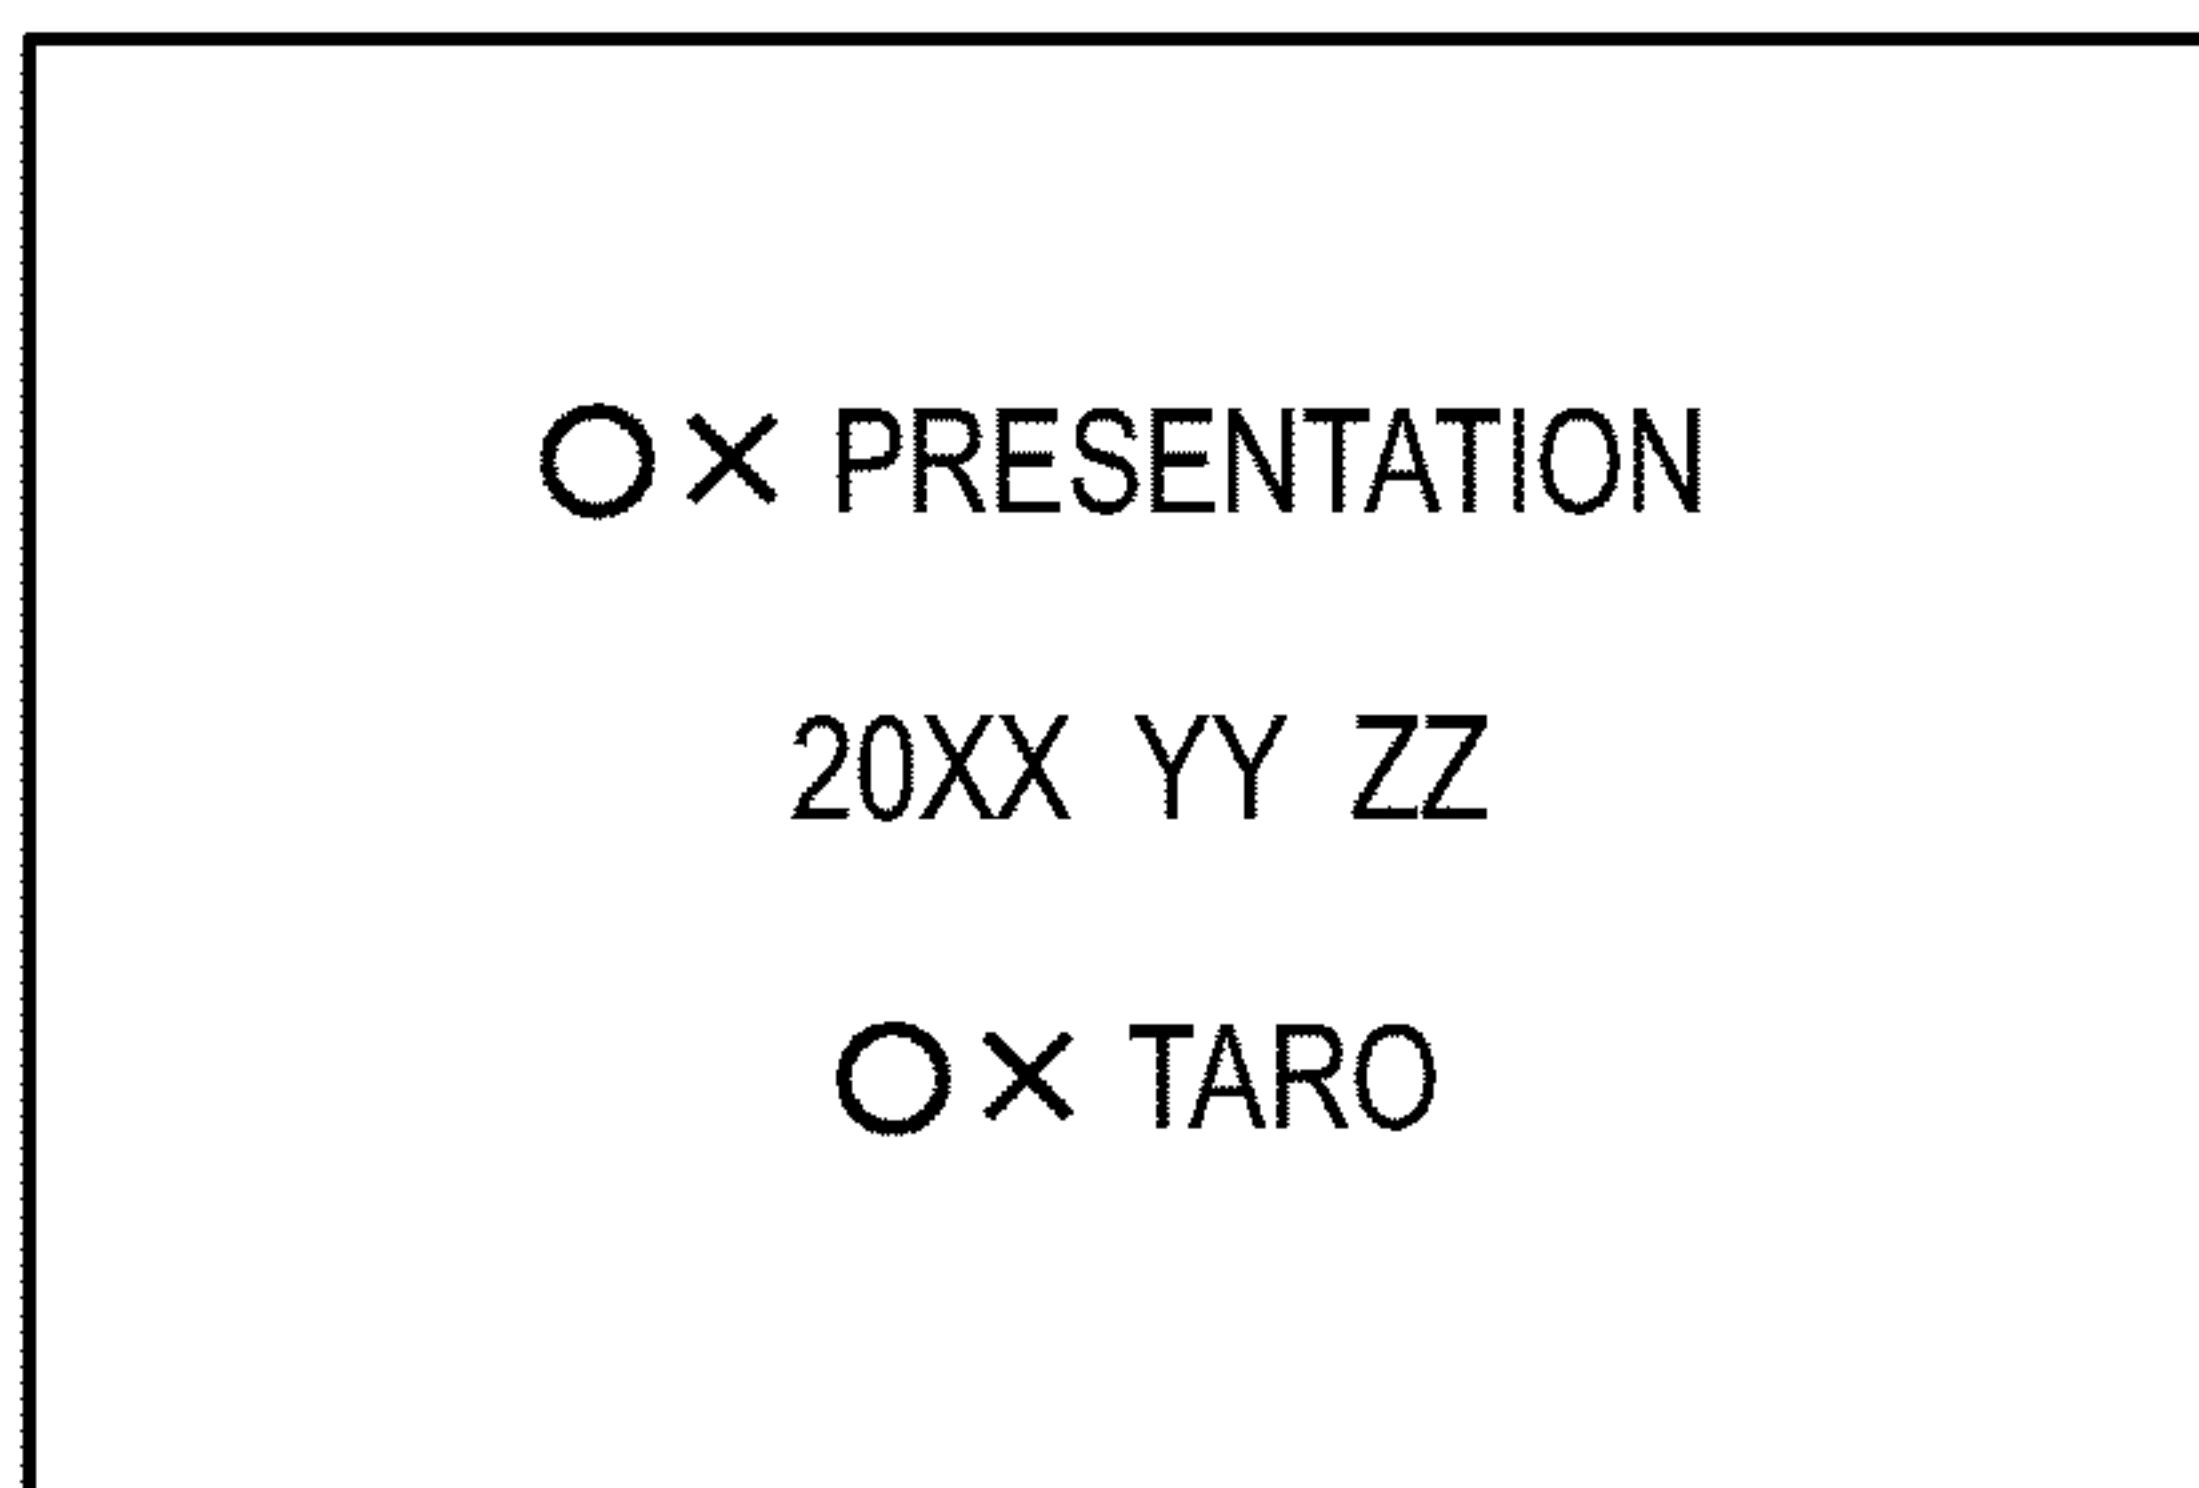 ○× PRESENTATION
20XX YY ZZ
○× TARO